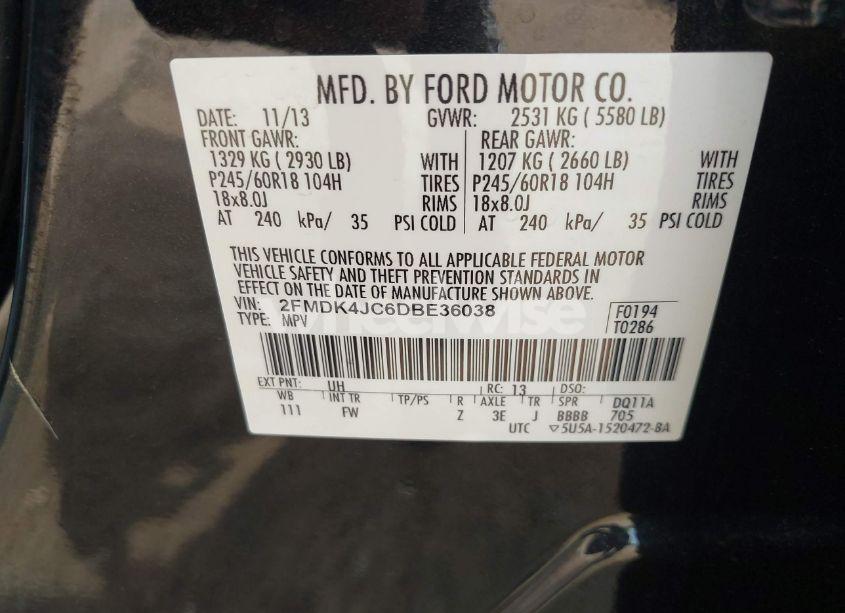 MFD. BY FORD MOTOR CO.
DATE: 11/13 GVWR: 2531 KG ( 5580 LB)
FRONT GAWR: REAR GAWR:
1329 KG ( 2930 LB) WITH 1207 KG ( 2660 LB) WITH
P245/60R18 104H TIRES P245/60R18 104H TIRES
18x8.0J RIMS 18x8.0J RIMS
AT 240 kPa/ 35 PSI COLD AT 240 kPa/ 35 PSI COLD
THIS VEHICLE CONFORMS TO ALL APPLICABLE FEDERAL MOTOR
VEHICLE SAFETY AND THEFT PREVENTION STANDARDS IN
EFFECT ON THE DATE OF MANUFACTURE SHOWN ABOVE.
VIN: 2FMDK4JC6DBE36038 F0194
TYPE: MPV T0286
wheelwise
EXT PNT: UH RC: 13 DSO:
WB INT TR TP/PS R AXLE TR SPR DQ11A
111 FW Z 3E J BBBB 705
UTC ▽5U5A-1520472-BA